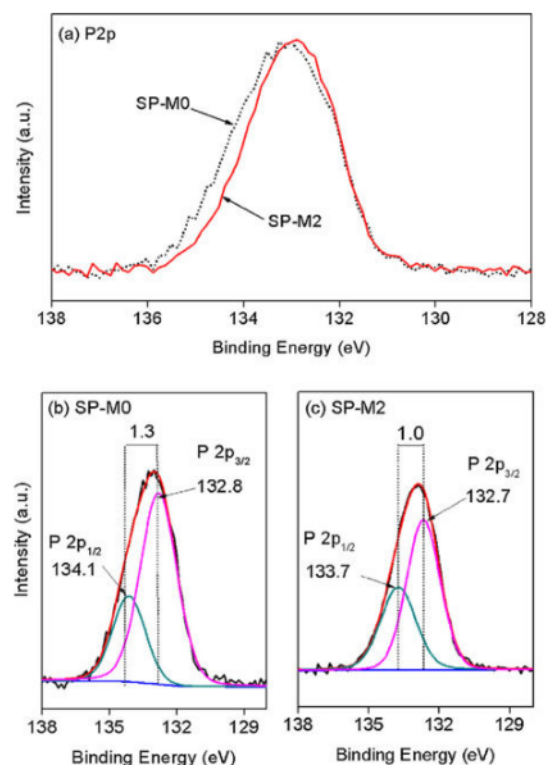 (a) P2p
SP-M0
SP-M2
Intensity (a.u.)
138 136 134 132 130 128
Binding Energy (eV)
(b) SP-M0
1.3
P 2p3/2
132.8
P 2p1/2
134.1
Intensity (a.u.)
138 135 132 129
Binding Energy (eV)
(c) SP-M2
1.0
P 2p3/2
132.7
P 2p1/2
133.7
138 135 132 129
Binding Energy (eV)